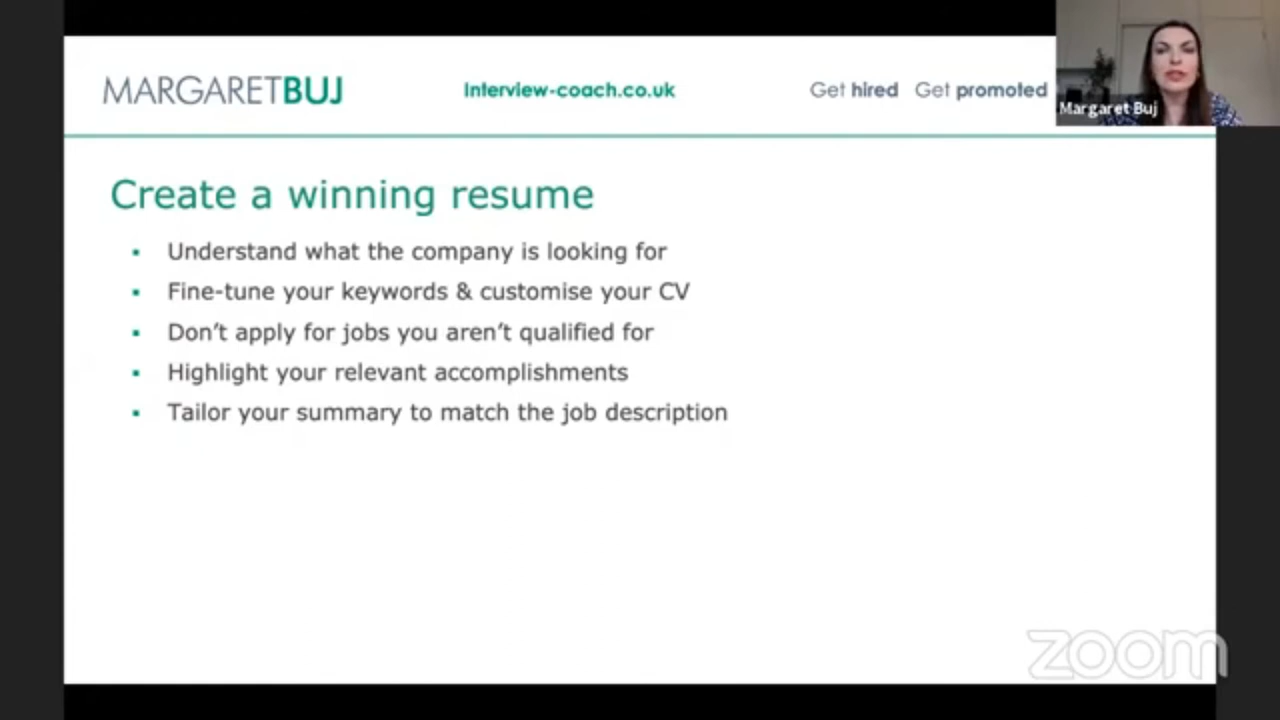 MARGARETBUJ
Interview-coach.co.uk
Get hired Get promoted
Margaret Buj
Create a winning resume
Understand what the company is looking for
Fine-tune your keywords & customise your CV
Don’t apply for jobs you aren’t qualified for
Highlight your relevant accomplishments
Tailor your summary to match the job description
zoom